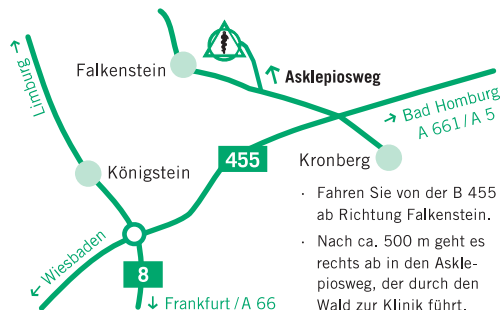 Limburg
Falkenstein
Asklepiosweg
Bad Homburg
A 661/A 5
455
Kronberg
Königstein
Wiesbaden
8
Frankfurt/A 66
· Fahren Sie von der B 455
ab Richtung Falkenstein.
· Nach ca. 500 m geht es
rechts ab in den Askle-
piosweg, der durch den
Wald zur Klinik führt.